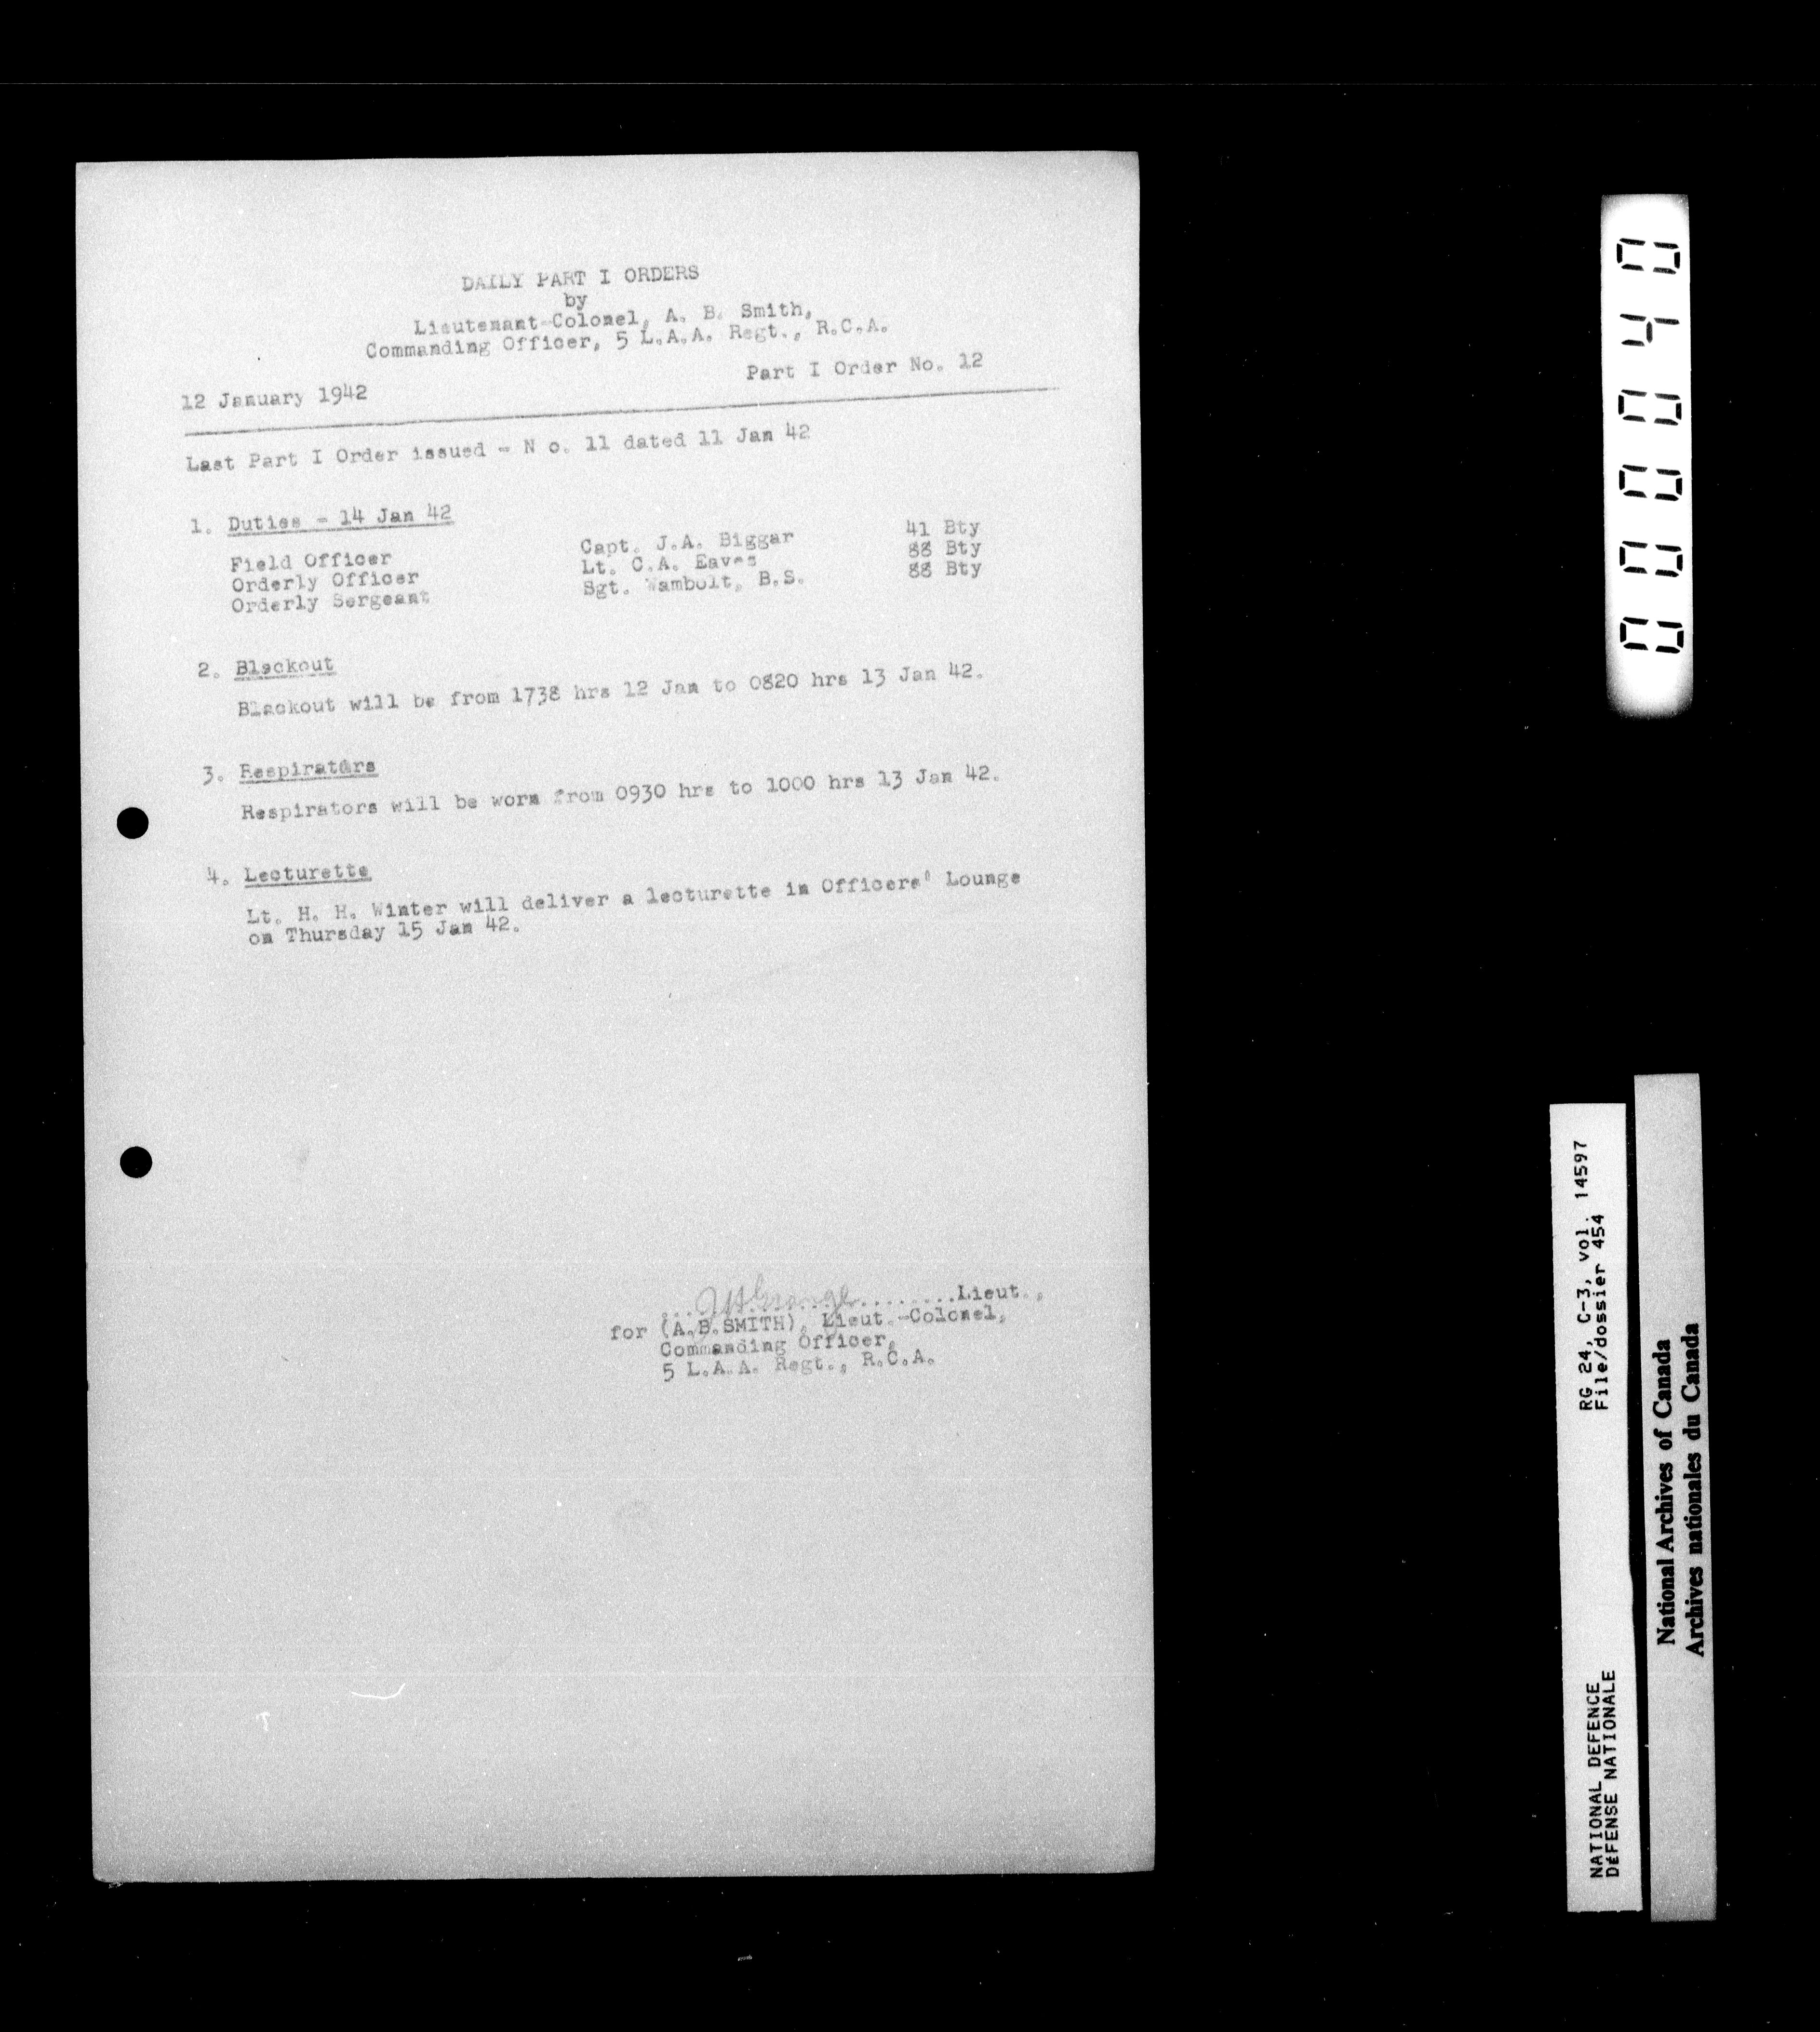 DAILY PART I ORDERS
by
Lieutenant-Colonel, A. B. Smith,
Commanding Officer, 5 L.A.A. Regt., R.C.A.
Part I Order No. 12
12 January 1942
Last Part I Order issued - N o. 11 dated 11 Jan 42
1. Duties - 14 Jan 42
Field Officer Capt. J.A. Biggar 41 Bty
Orderly Officer Lt. C.A. Eaves 88 Bty
Orderly Sergeant Sgt. Wambolt, B.S. 88 Bty
2. Blackout
Blackout will be from 1738 hrs 12 Jan to 0820 hrs 13 Jan 42.
3. Respirators
Respirators will be worn from 0930 hrs to 1000 hrs 13 Jan 42.
4. Lecturette
Lt. H. H. Winter will deliver a lecturette in Officers' Lounge
on Thursday 15 Jan 42.
Lieut.,
for (A.B.SMITH), Lieut.-Colonel,
Commanding Officer,
5 L.A.A. Regt., R.C.A.
000040
RG 24, C-3, vol. 14597
File/dossier 454
NATIONAL DEFENCE
DÉFENSE NATIONALE
National Archives of Canada
Archives nationales du Canada